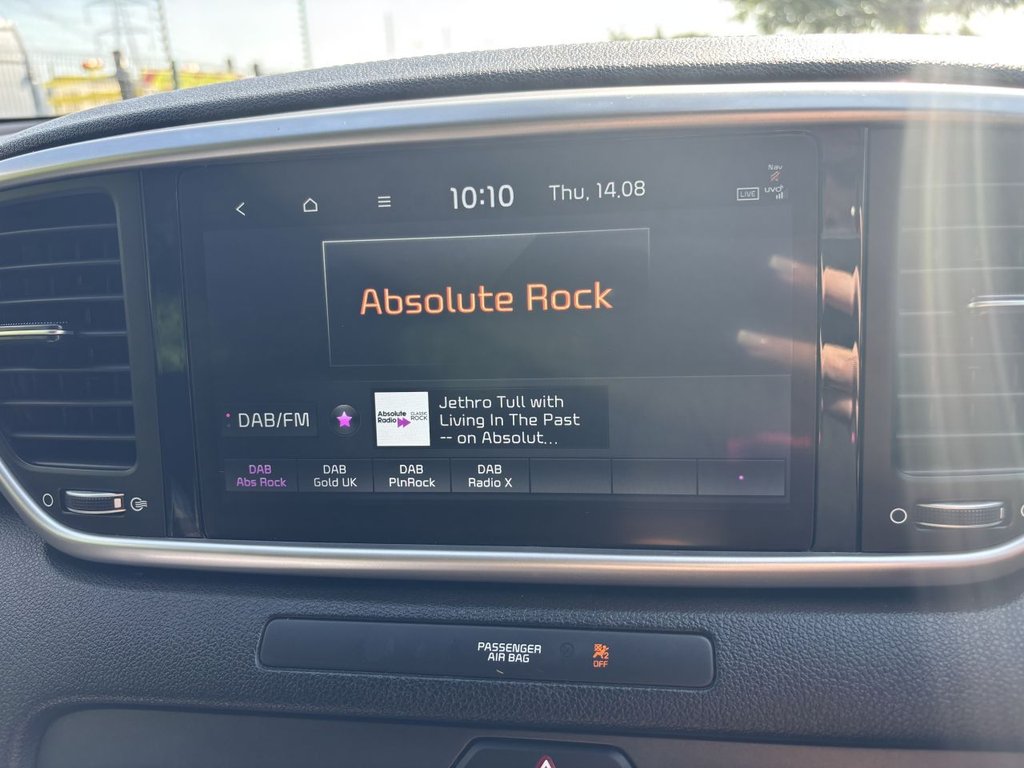 10:10
Thu, 14.08
Nav
LIVE
UVO
Absolute Rock
DAB/FM
Absolute
Radio
CLASSIC
ROCK
Jethro Tull with
Living In The Past
-- on Absolut...
DAB
Abs Rock
DAB
Gold UK
DAB
PlnRock
DAB
Radio X
PASSENGER
AIR BAG
2
OFF